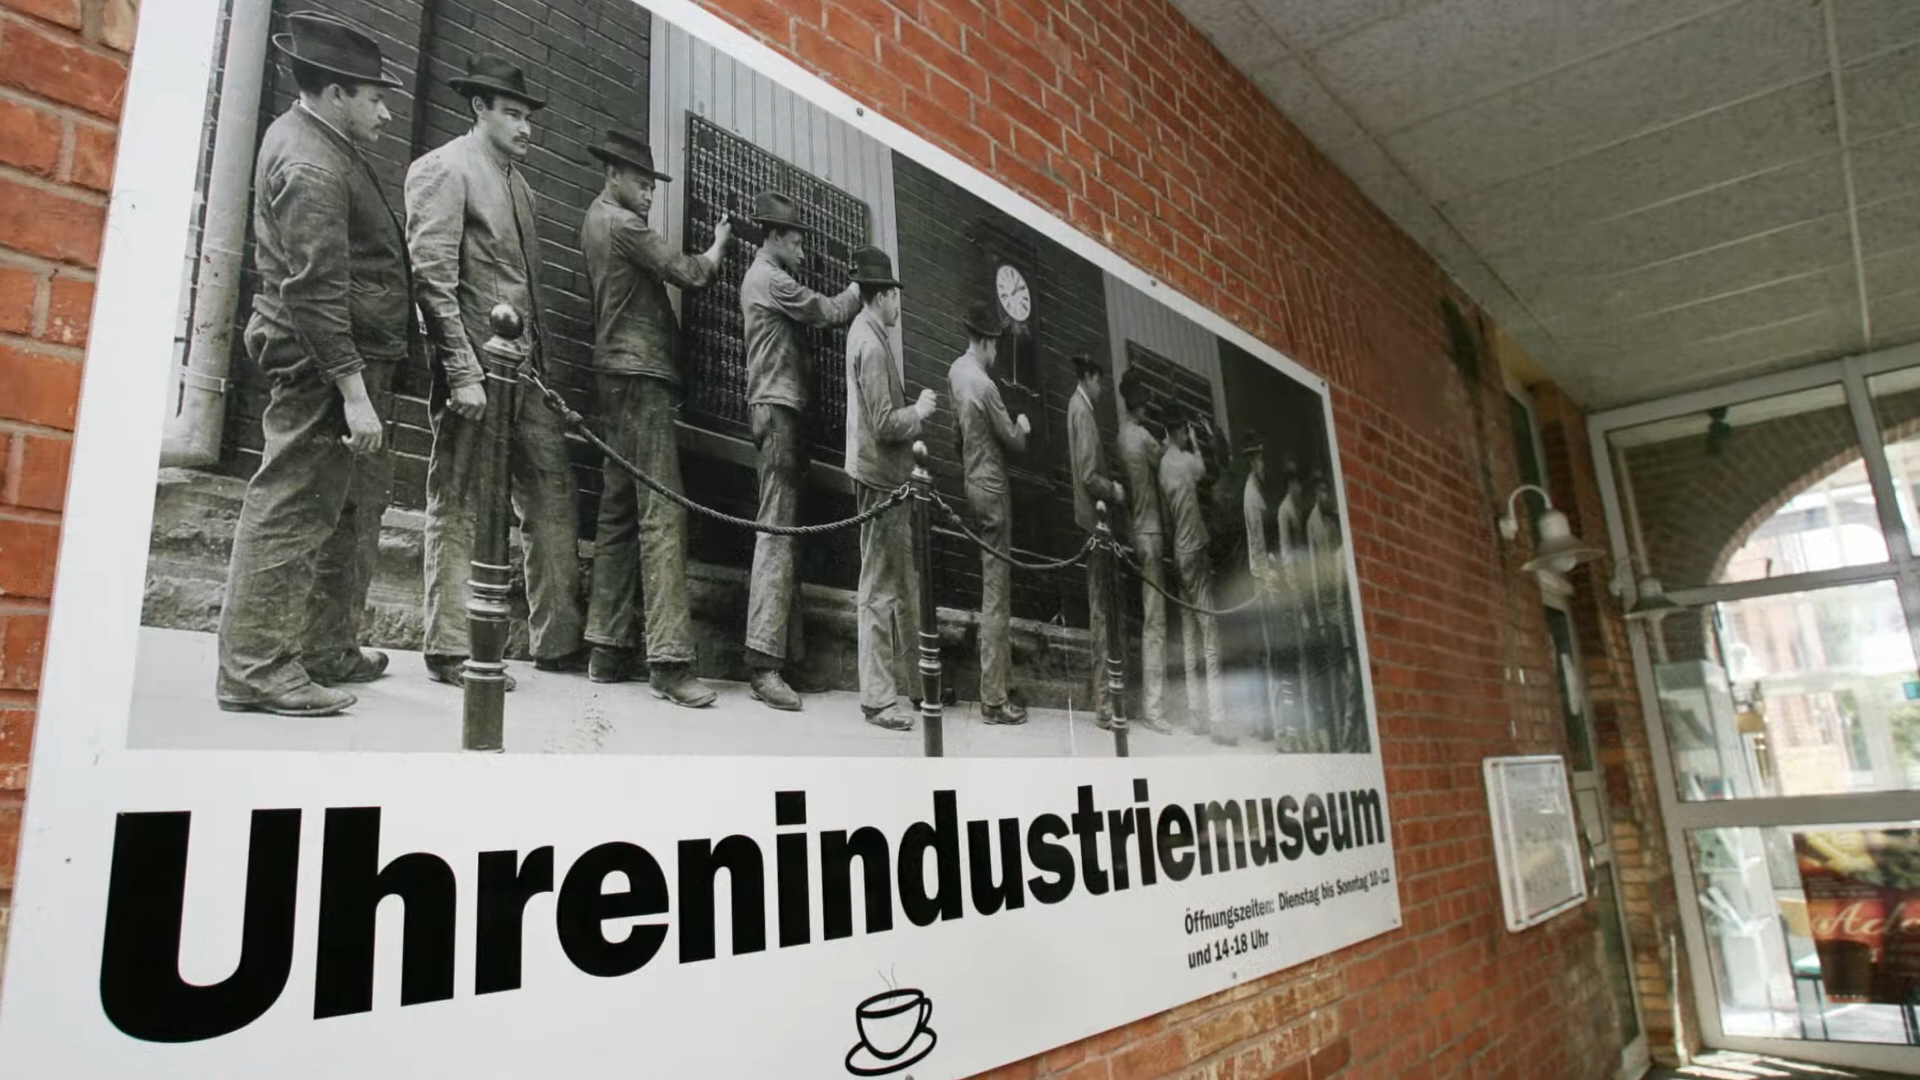 Uhrenindustriemuseum
Öffnungszeiten: Dienstag bis Sonntag 10-12
und 14-18 Uhr